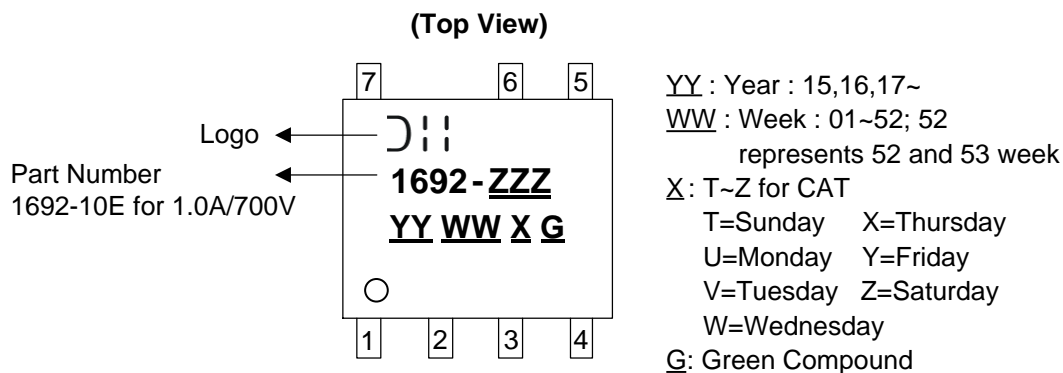 (Top View)
7 6 5
Logo
Part Number
1692-10E for 1.0A/700V
1692-ZZZ
YY WW X G
1 2 3 4
YY : Year : 15,16,17~
WW : Week : 01~52; 52
represents 52 and 53 week
X : T~Z for CAT
T=Sunday X=Thursday
U=Monday Y=Friday
V=Tuesday Z=Saturday
W=Wednesday
G: Green Compound